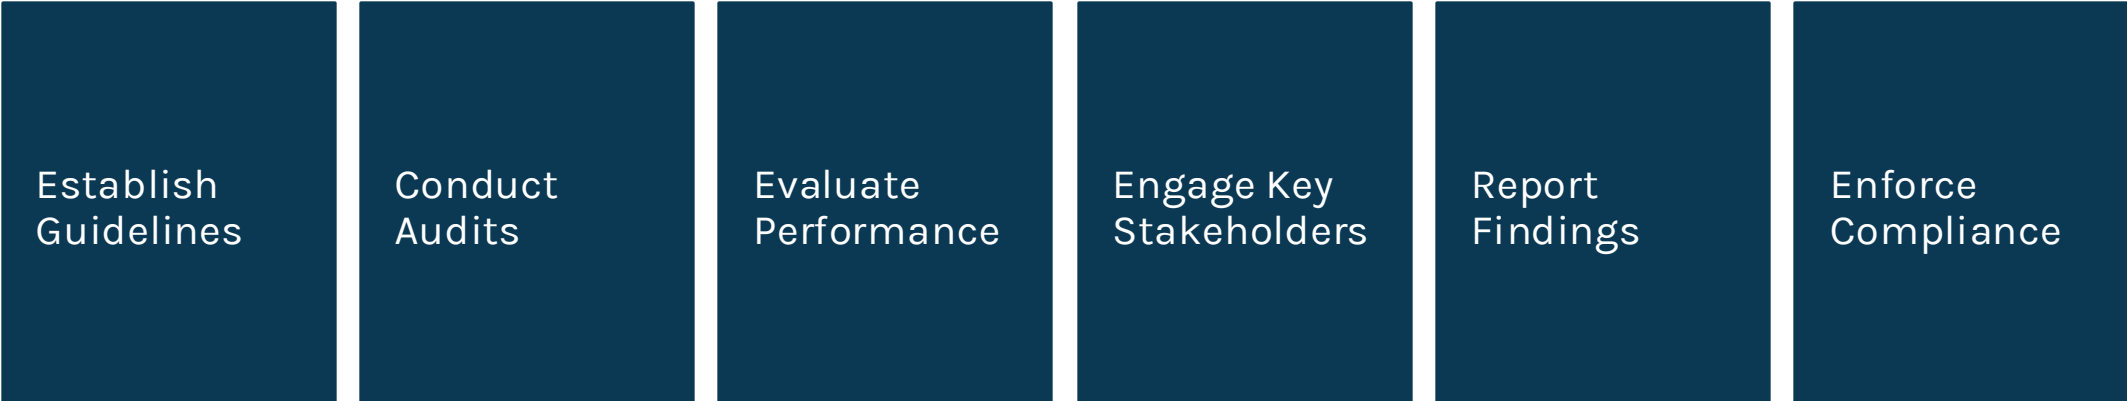 Establish
Guidelines
Conduct
Audits
Evaluate
Performance
Engage Key
Stakeholders
Report
Findings
Enforce
Compliance